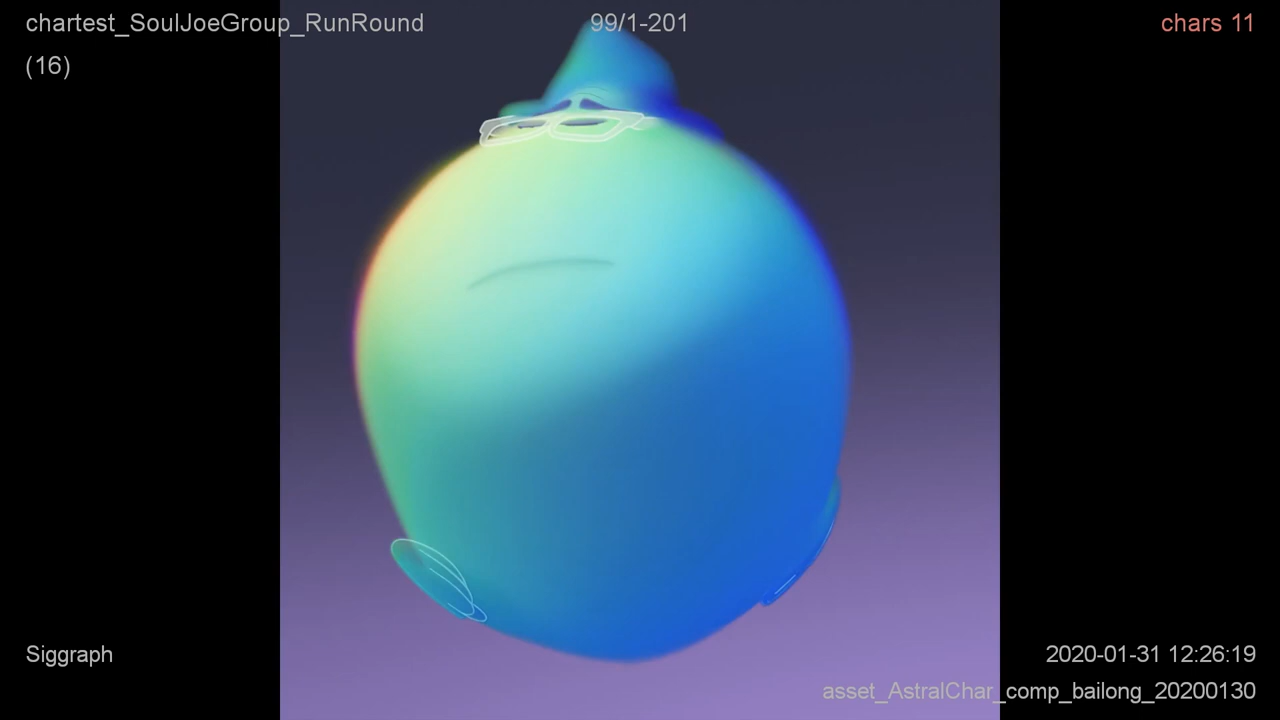 chartest_SoulJoeGroup_RunRound 99/1-201 chars 11
(16)
Siggraph 2020-01-31 12:26:19
asset_AstralChar_comp_bailong_20200130